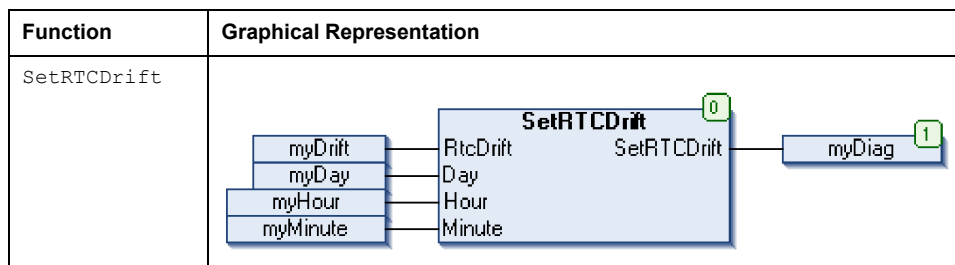 Function Graphical Representation
SetRTCDrift
0
SetRTCDrift
myDrift RtcDrift SetRTCDrift myDiag 1
myDay Day
myHour Hour
myMinute Minute